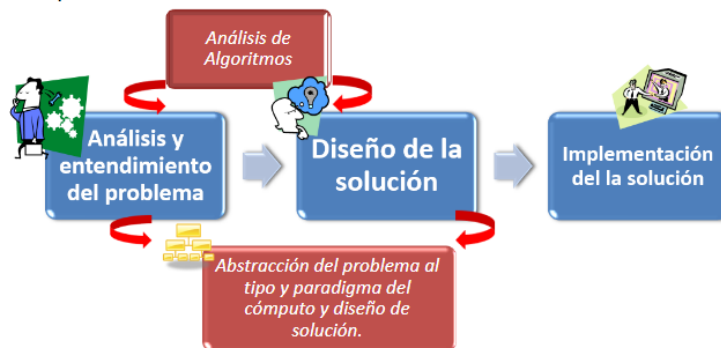 Análisis de
Algoritmos
Análisis y
entendimiento
del problema
Diseño de la
solución
Implementación
del la solución
Abstracción del problema al
tipo y paradigma del
cómputo y diseño de
solución.